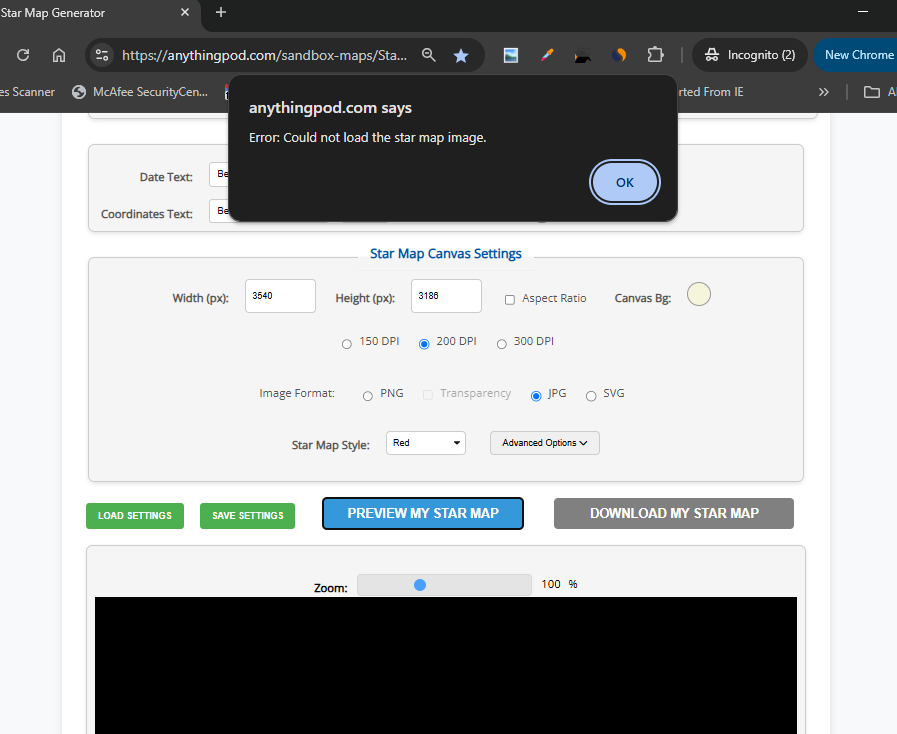 Star Map Generator
https://anythingpod.com/sandbox-maps/Sta...
Incognito (2)
New Chrome
es Scanner
McAfee SecurityCen...
rted From IE
anythingpod.com says
Error: Could not load the star map image.
OK
Date Text:
Be
Coordinates Text:
Be
Star Map Canvas Settings
Width (px):
3540
Height (px):
3186
Aspect Ratio
Canvas Bg:
150 DPI
200 DPI
300 DPI
Image Format:
PNG
Transparency
JPG
SVG
Star Map Style:
Red
Advanced Options
LOAD SETTINGS
SAVE SETTINGS
PREVIEW MY STAR MAP
DOWNLOAD MY STAR MAP
Zoom:
100 %